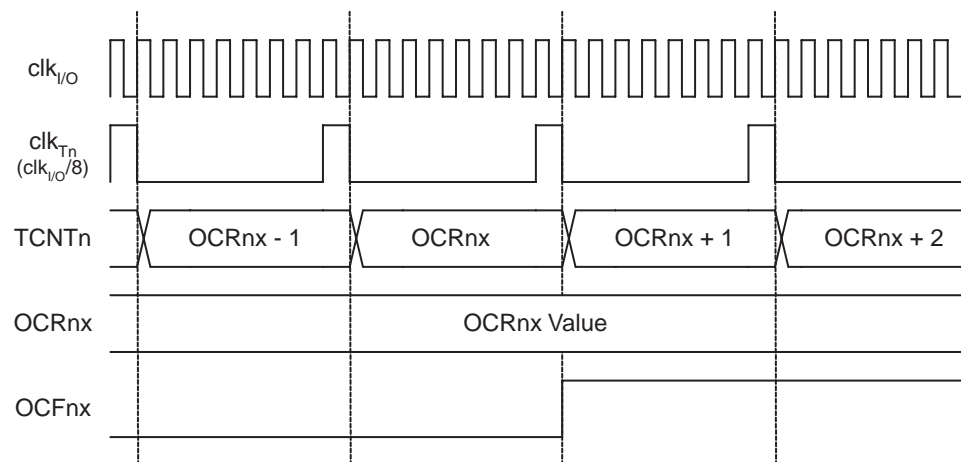 clkI/O
clkTn
(clkI/O/8)
TCNTn OCRnx - 1 OCRnx OCRnx + 1 OCRnx + 2
OCRnx OCRnx Value
OCFnx